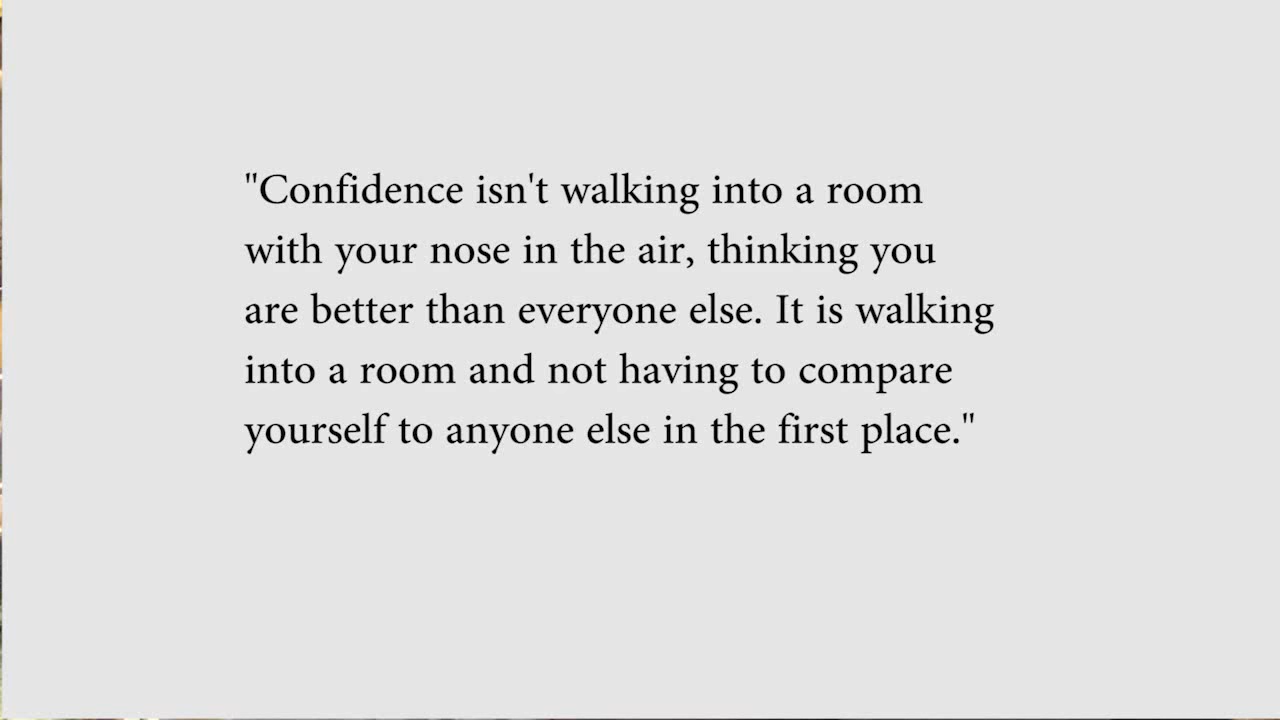 "Confidence isn't walking into a room
with your nose in the air, thinking you
are better than everyone else. It is walking
into a room and not having to compare
yourself to anyone else in the first place."